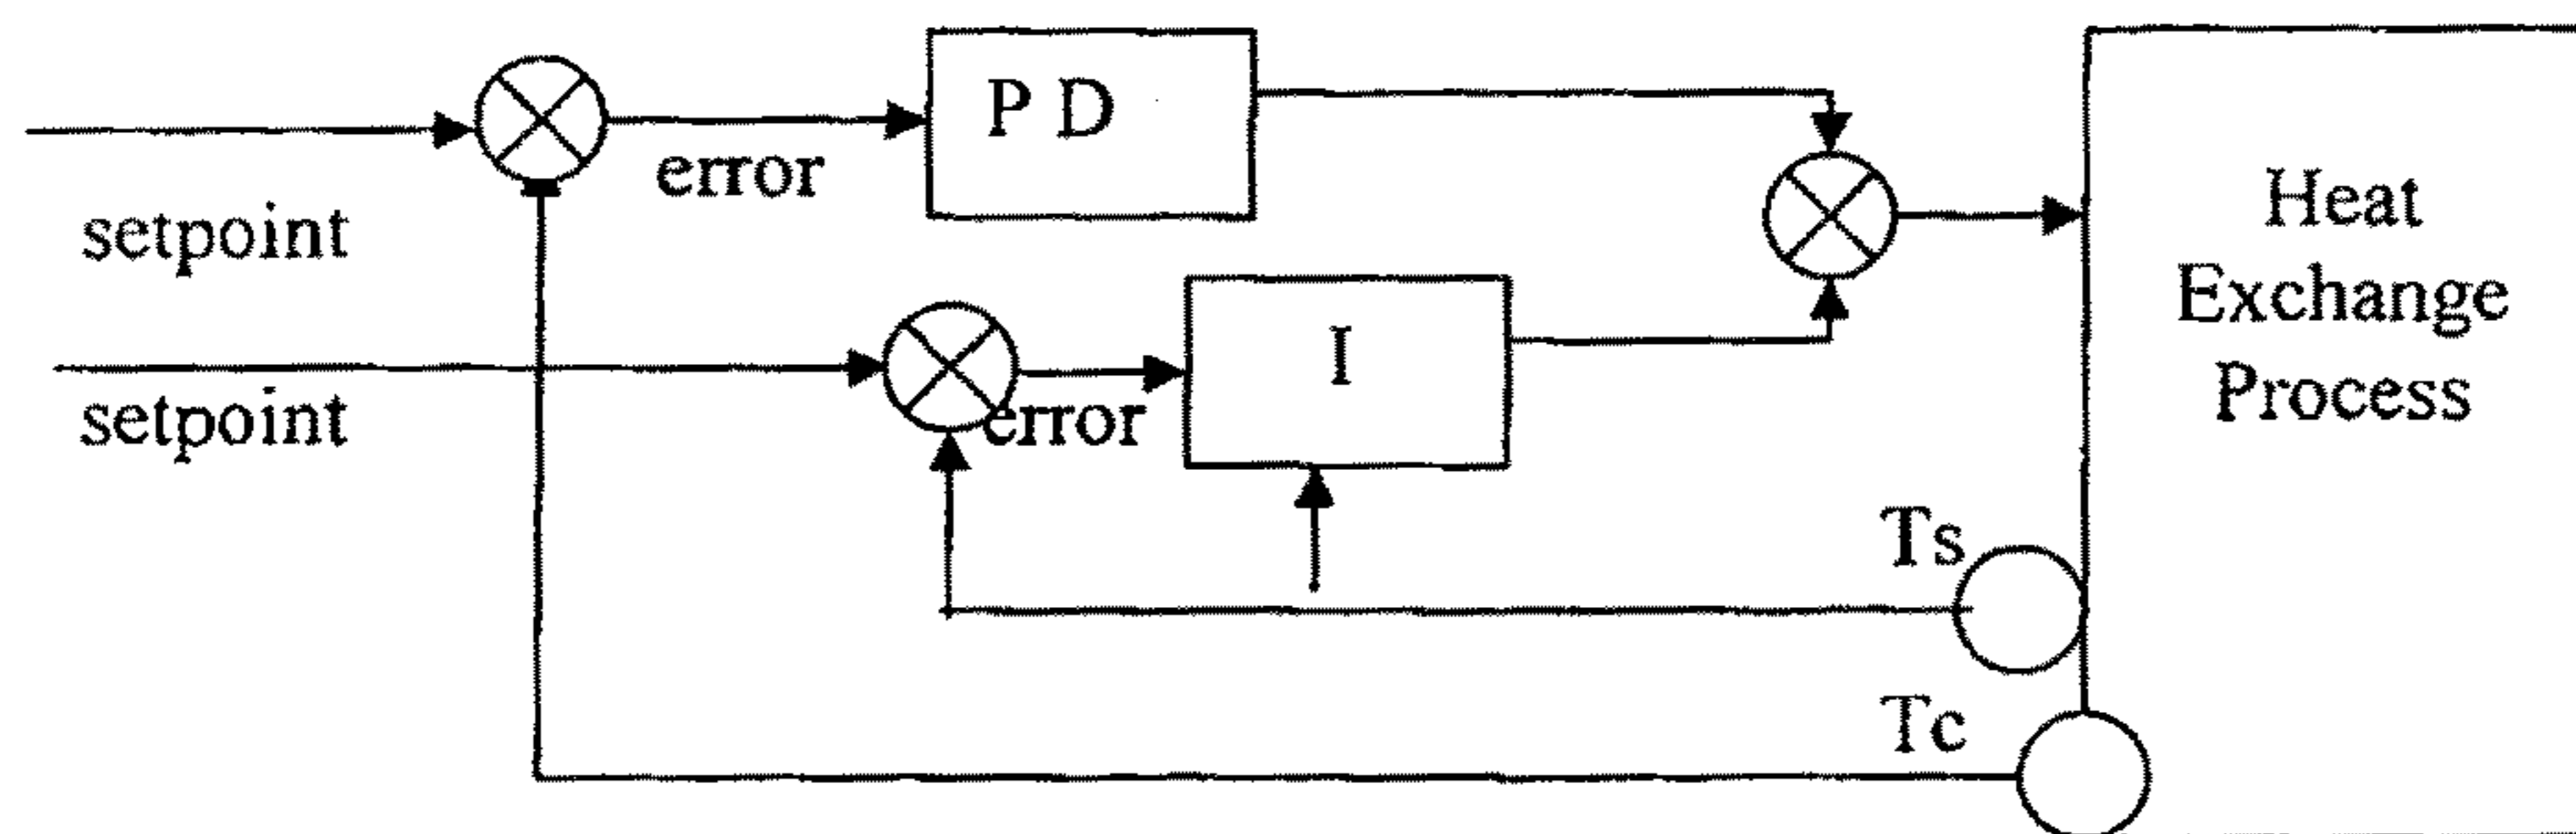 P D
error
setpoint
Heat
Exchange
Process
I
setpoint
error
Ts
Tc